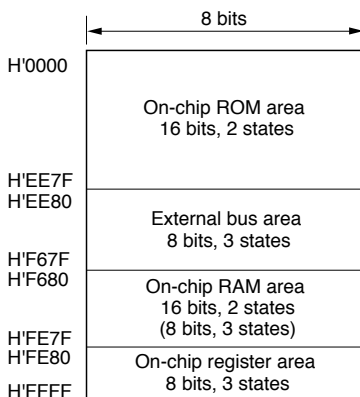 8 bits
H'0000
On-chip ROM area
16 bits, 2 states
H'EE7F
H'EE80
External bus area
8 bits, 3 states
H'F67F
H'F680
On-chip RAM area
16 bits, 2 states
(8 bits, 3 states)
H'FE7F
H'FE80
On-chip register area
8 bits, 3 states
H'FFFF